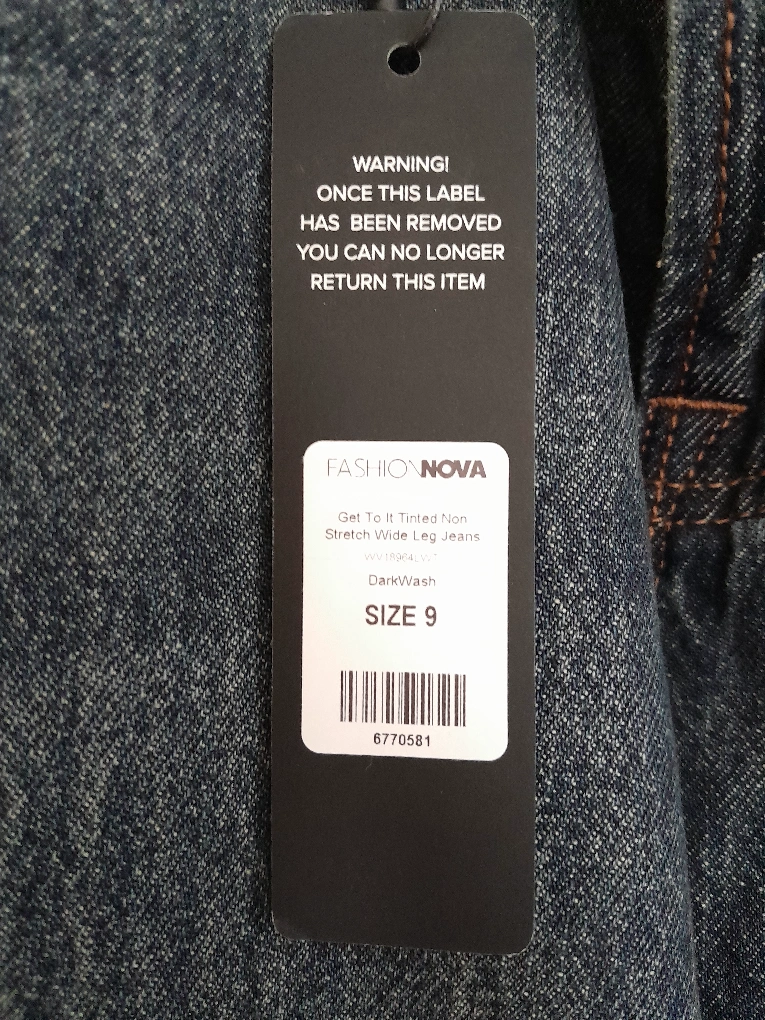 WARNING!
ONCE THIS LABEL
HAS BEEN REMOVED
YOU CAN NO LONGER
RETURN THIS ITEM
FASHIONNOVA
Get To It Tinted Non
Stretch Wide Leg Jeans
DarkWash
SIZE 9
6770581